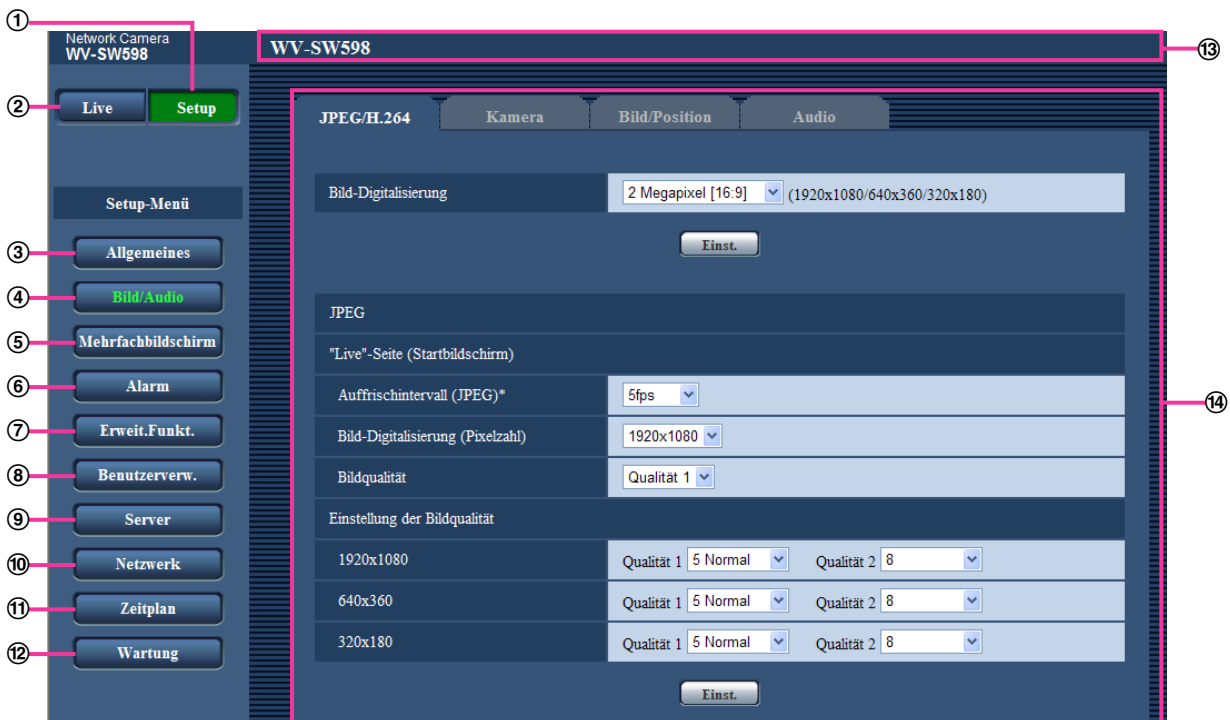 ①
Network Camera
WV-SW598
WV-SW598
⑬
② Live Setup
JPEG/H.264 Kamera Bild/Position Audio
Setup-Menü
Bild-Digitalisierung 2 Megapixel [16:9] (1920x1080/640x360/320x180)
Einst.
③ Allgemeines
④ Bild/Audio
⑤ Mehrfachbildschirm
⑥ Alarm
⑦ Erweit.Funkt.
⑧ Benutzerverw.
⑨ Server
⑩ Netzwerk
⑪ Zeitplan
⑫ Wartung
JPEG
"Live"-Seite (Startbildschirm)
Auffrischintervall (JPEG)* 5fps
⑭
Bild-Digitalisierung (Pixelzahl) 1920x1080
Bildqualität Qualität 1
Einstellung der Bildqualität
1920x1080 Qualität 1 5 Normal Qualität 2 8
640x360 Qualität 1 5 Normal Qualität 2 8
320x180 Qualität 1 5 Normal Qualität 2 8
Einst.